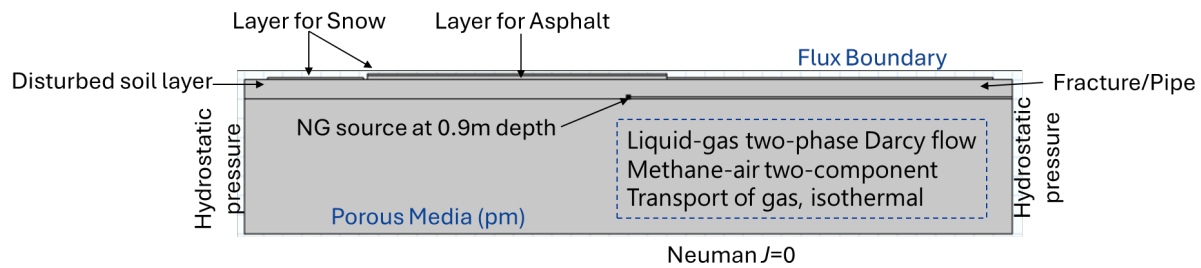 Layer for Snow
Layer for Asphalt
Flux Boundary
Disturbed soil layer
Fracture/Pipe
NG source at 0.9m depth
Hydrostatic
pressure
Liquid-gas two-phase Darcy flow
Methane-air two-component
Transport of gas, isothermal
Hydrostatic
pressure
Porous Media (pm)
Neuman J=0